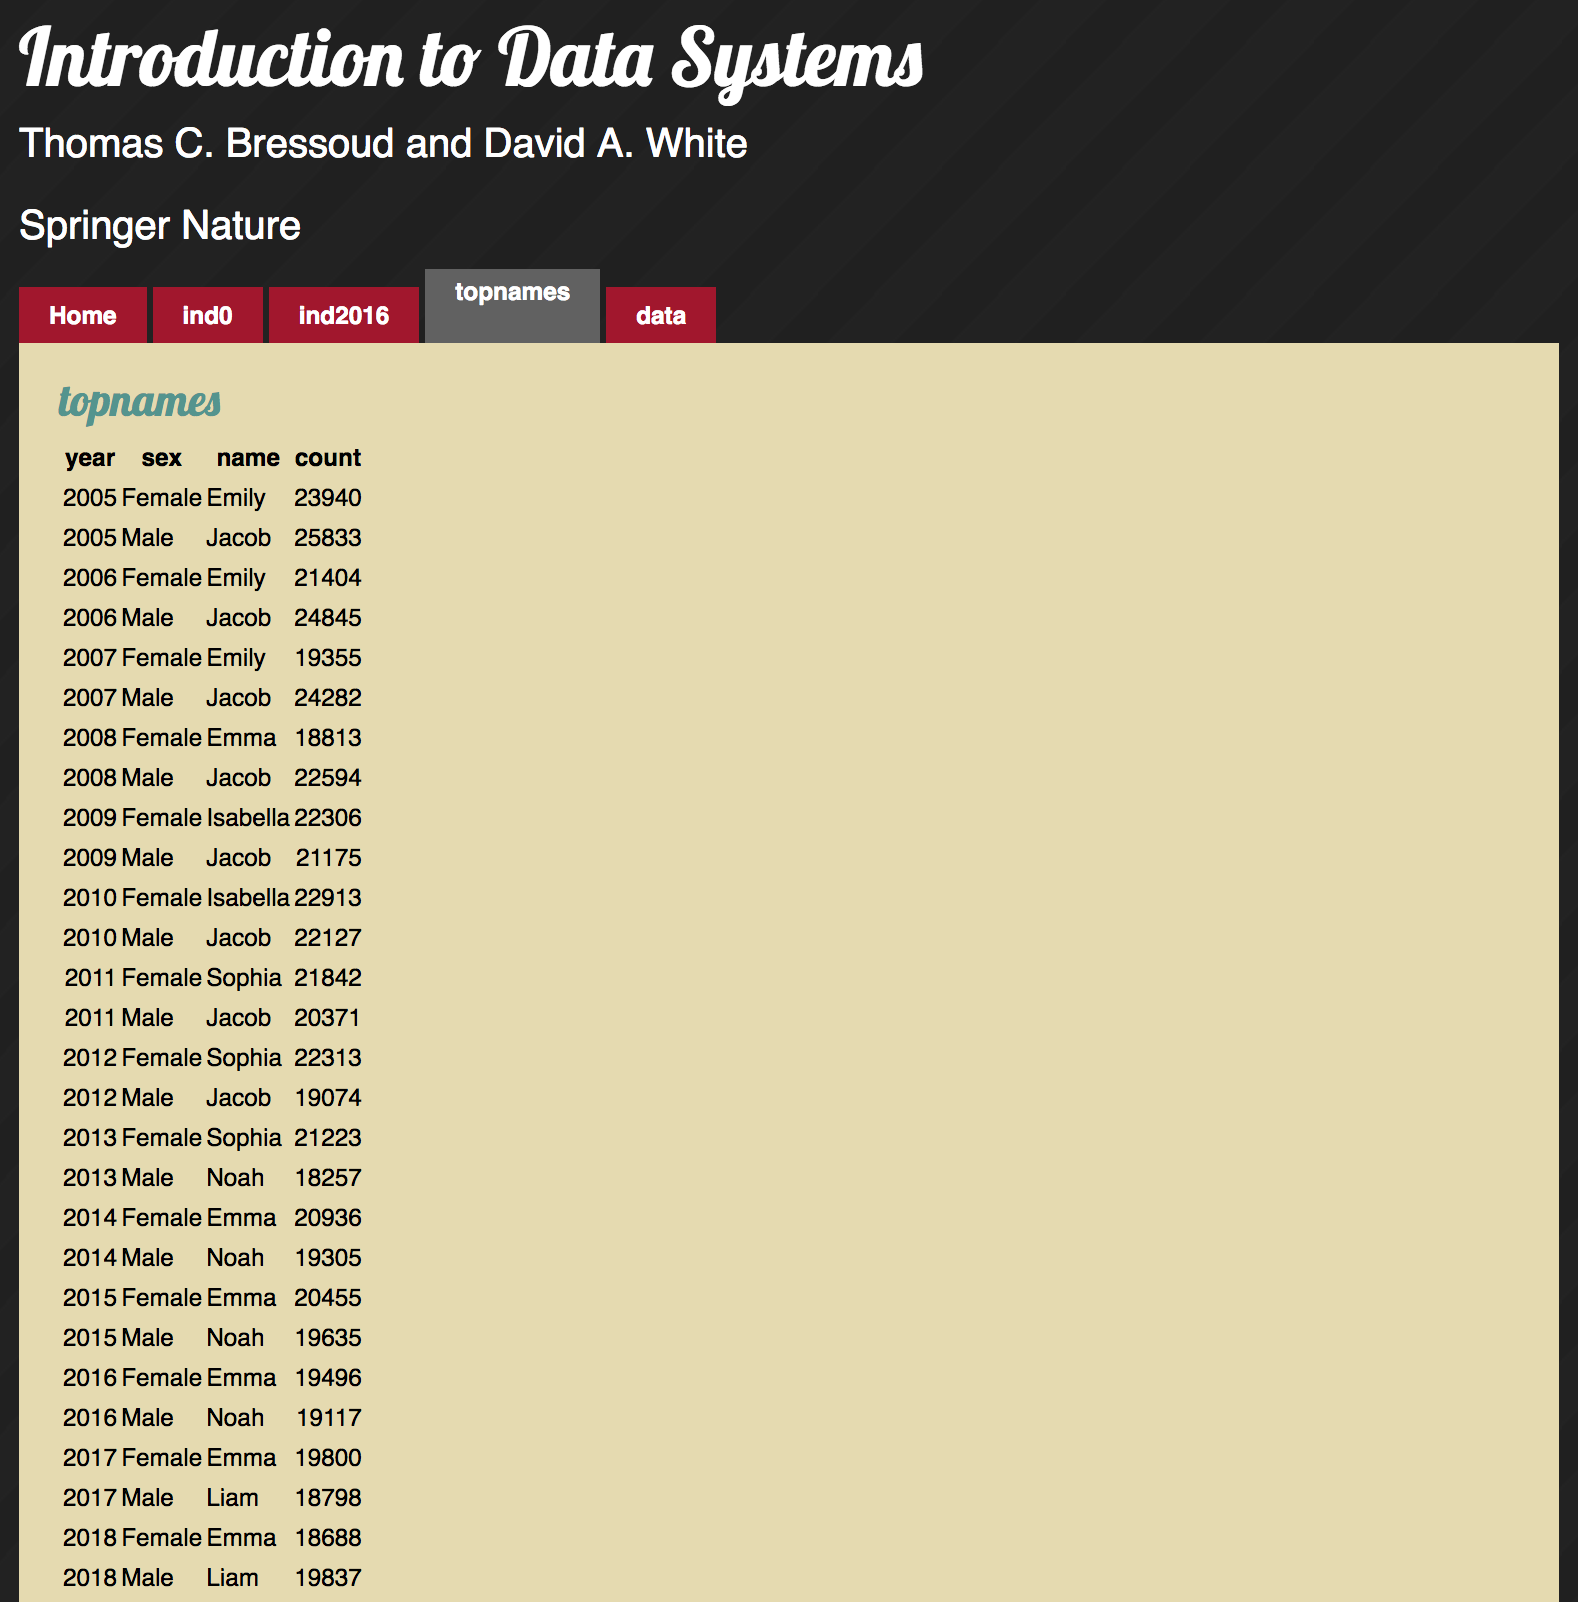 Introduction to Data Systems
Thomas C. Bressoud and David A. White
Springer Nature
Home ind0 ind2016 topnames data
topnames
year sex name count
2005 Female Emily 23940
2005 Male Jacob 25833
2006 Female Emily 21404
2006 Male Jacob 24845
2007 Female Emily 19355
2007 Male Jacob 24282
2008 Female Emma 18813
2008 Male Jacob 22594
2009 Female Isabella 22306
2009 Male Jacob 21175
2010 Female Isabella 22913
2010 Male Jacob 22127
2011 Female Sophia 21842
2011 Male Jacob 20371
2012 Female Sophia 22313
2012 Male Jacob 19074
2013 Female Sophia 21223
2013 Male Noah 18257
2014 Female Emma 20936
2014 Male Noah 19305
2015 Female Emma 20455
2015 Male Noah 19635
2016 Female Emma 19496
2016 Male Noah 19117
2017 Female Emma 19800
2017 Male Liam 18798
2018 Female Emma 18688
2018 Male Liam 19837